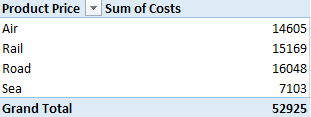 Product Price Sum of Costs
Air 14605
Rail 15169
Road 16048
Sea 7103
Grand Total 52925